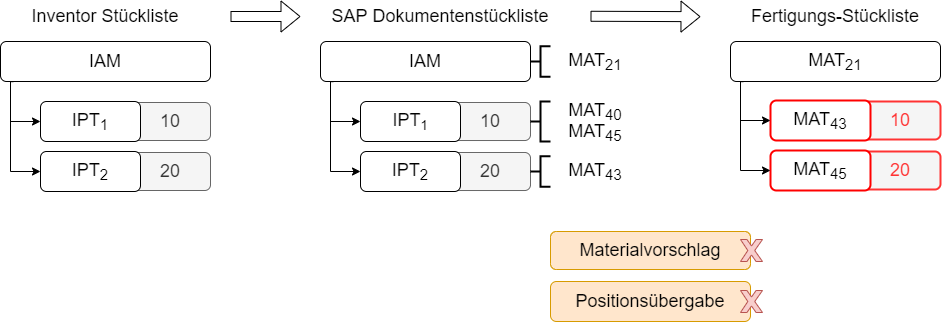 Inventor Stückliste
SAP Dokumentenstückliste
Fertigungs-Stückliste
IAM
IAM
MAT21
MAT21
IPT1 10
IPT1 10
MAT40
MAT45
MAT43 10
IPT2 20
IPT2 20
MAT43
MAT45 20
Materialvorschlag
Positionsübergabe